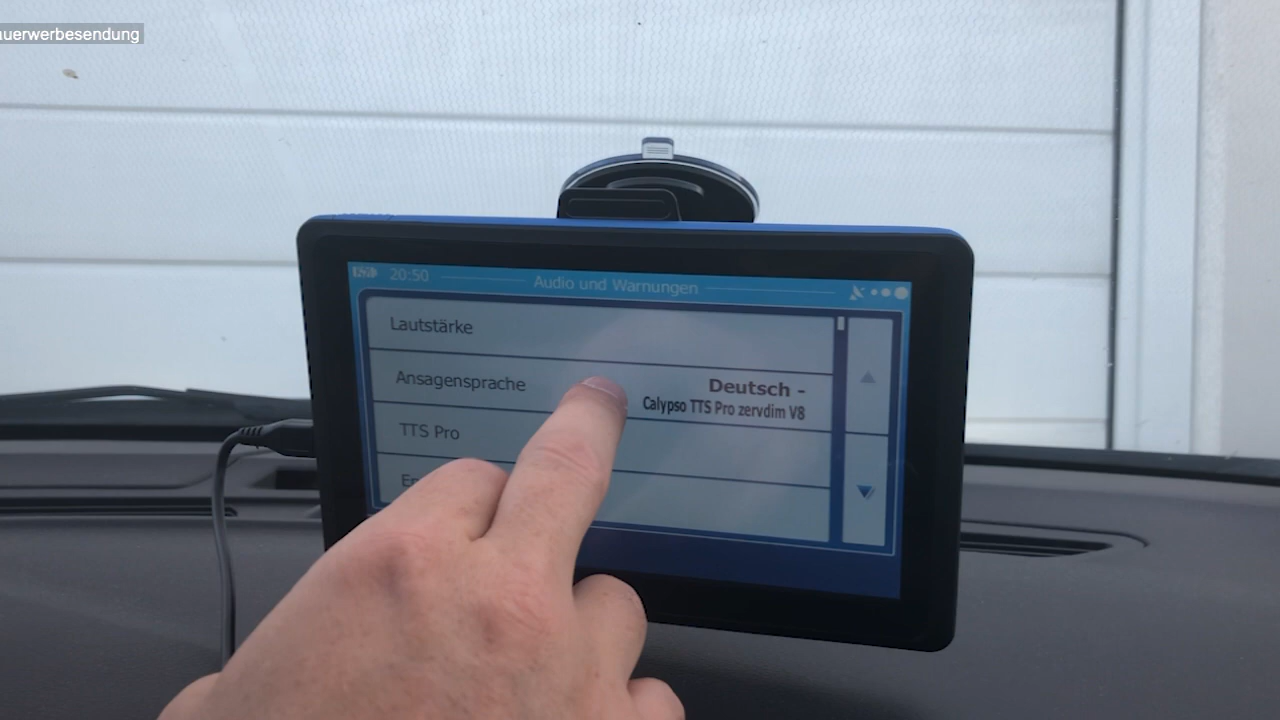 auerwerbesendung
20:50
Audio und Warnungen
Lautstärke
Ansagensprache
Deutsch -
Calypso TTS Pro zervdim V8
TTS Pro